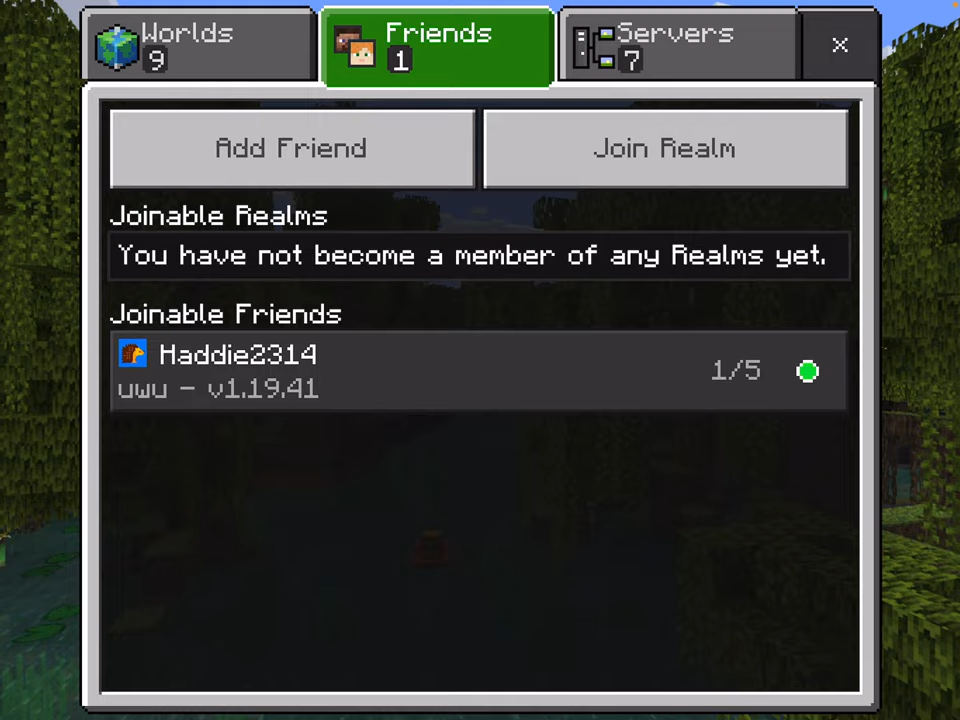 Worlds
9
Friends
1
Servers
7
Add Friend
Join Realm
Joinable Realms
You have not become a member of any Realms yet.
Joinable Friends
Haddie2314
uwu - v1.19.41
1/5